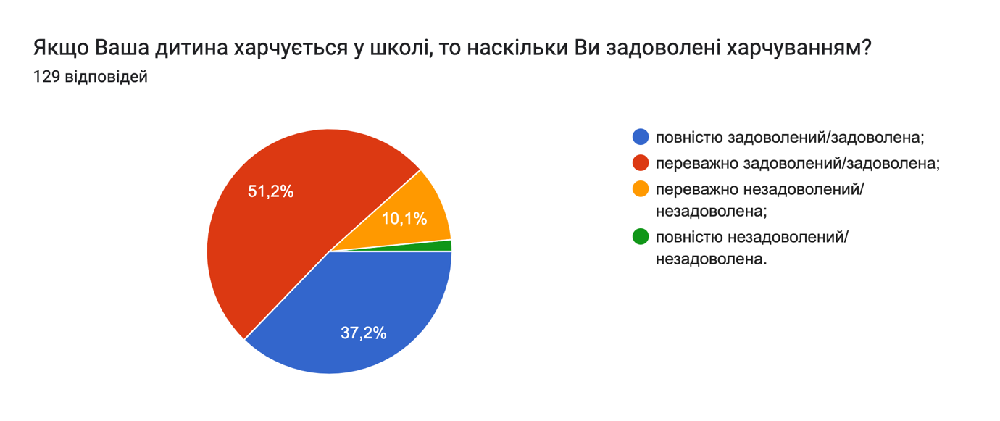 Якщо Ваша дитина харчується у школі, то наскільки Ви задоволені харчуванням?
129 відповідей
51,2%
10,1%
37,2%
повністю задоволений/задоволена;
переважно задоволений/задоволена;
переважно незадоволений/
незадоволена;
повністю незадоволений/
незадоволена.